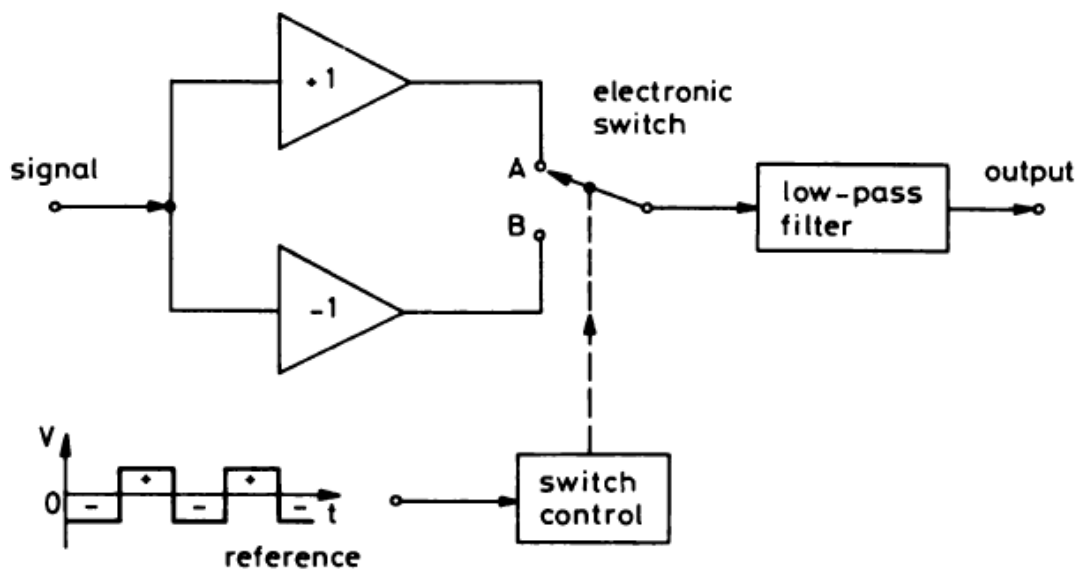 +1
electronic
switch
signal
A
low-pass
filter
output
B
-1
V
0
- + - + -
t
reference
switch
control